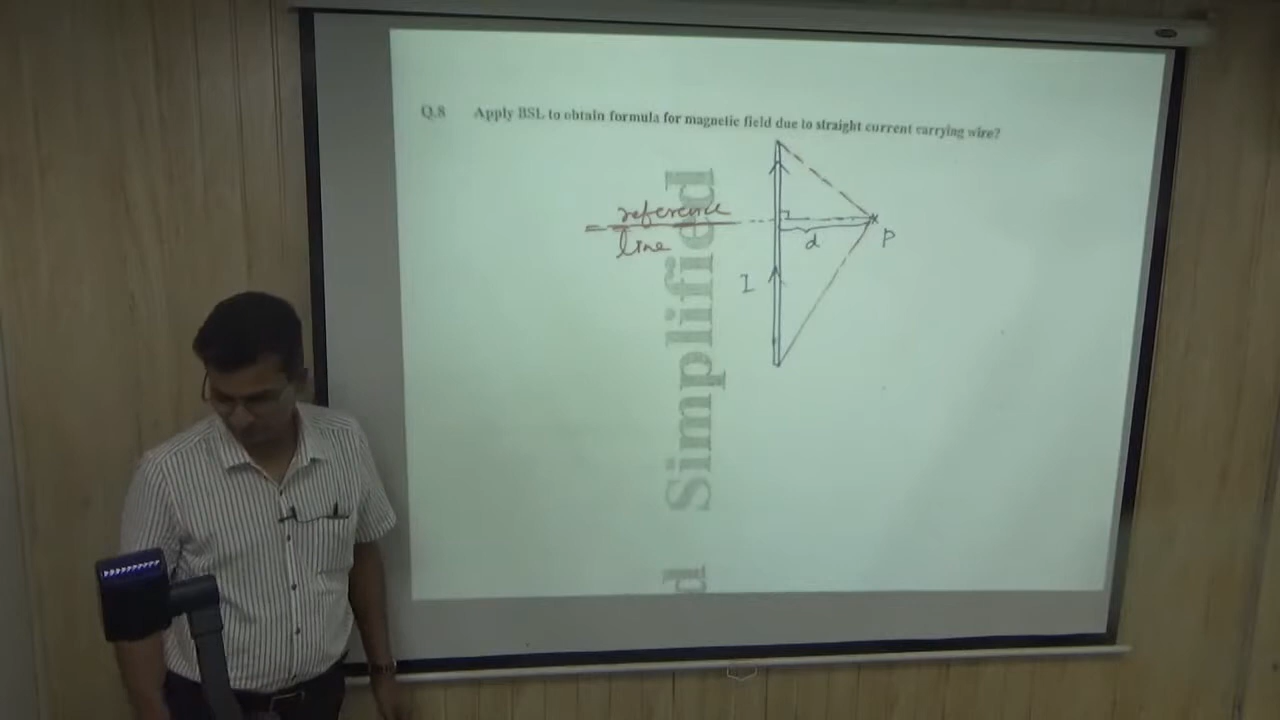 Q.8 Apply BSL to obtain formula for magnetic field due to straight current carrying wire?
reference
line
d
P
I
d Simplified